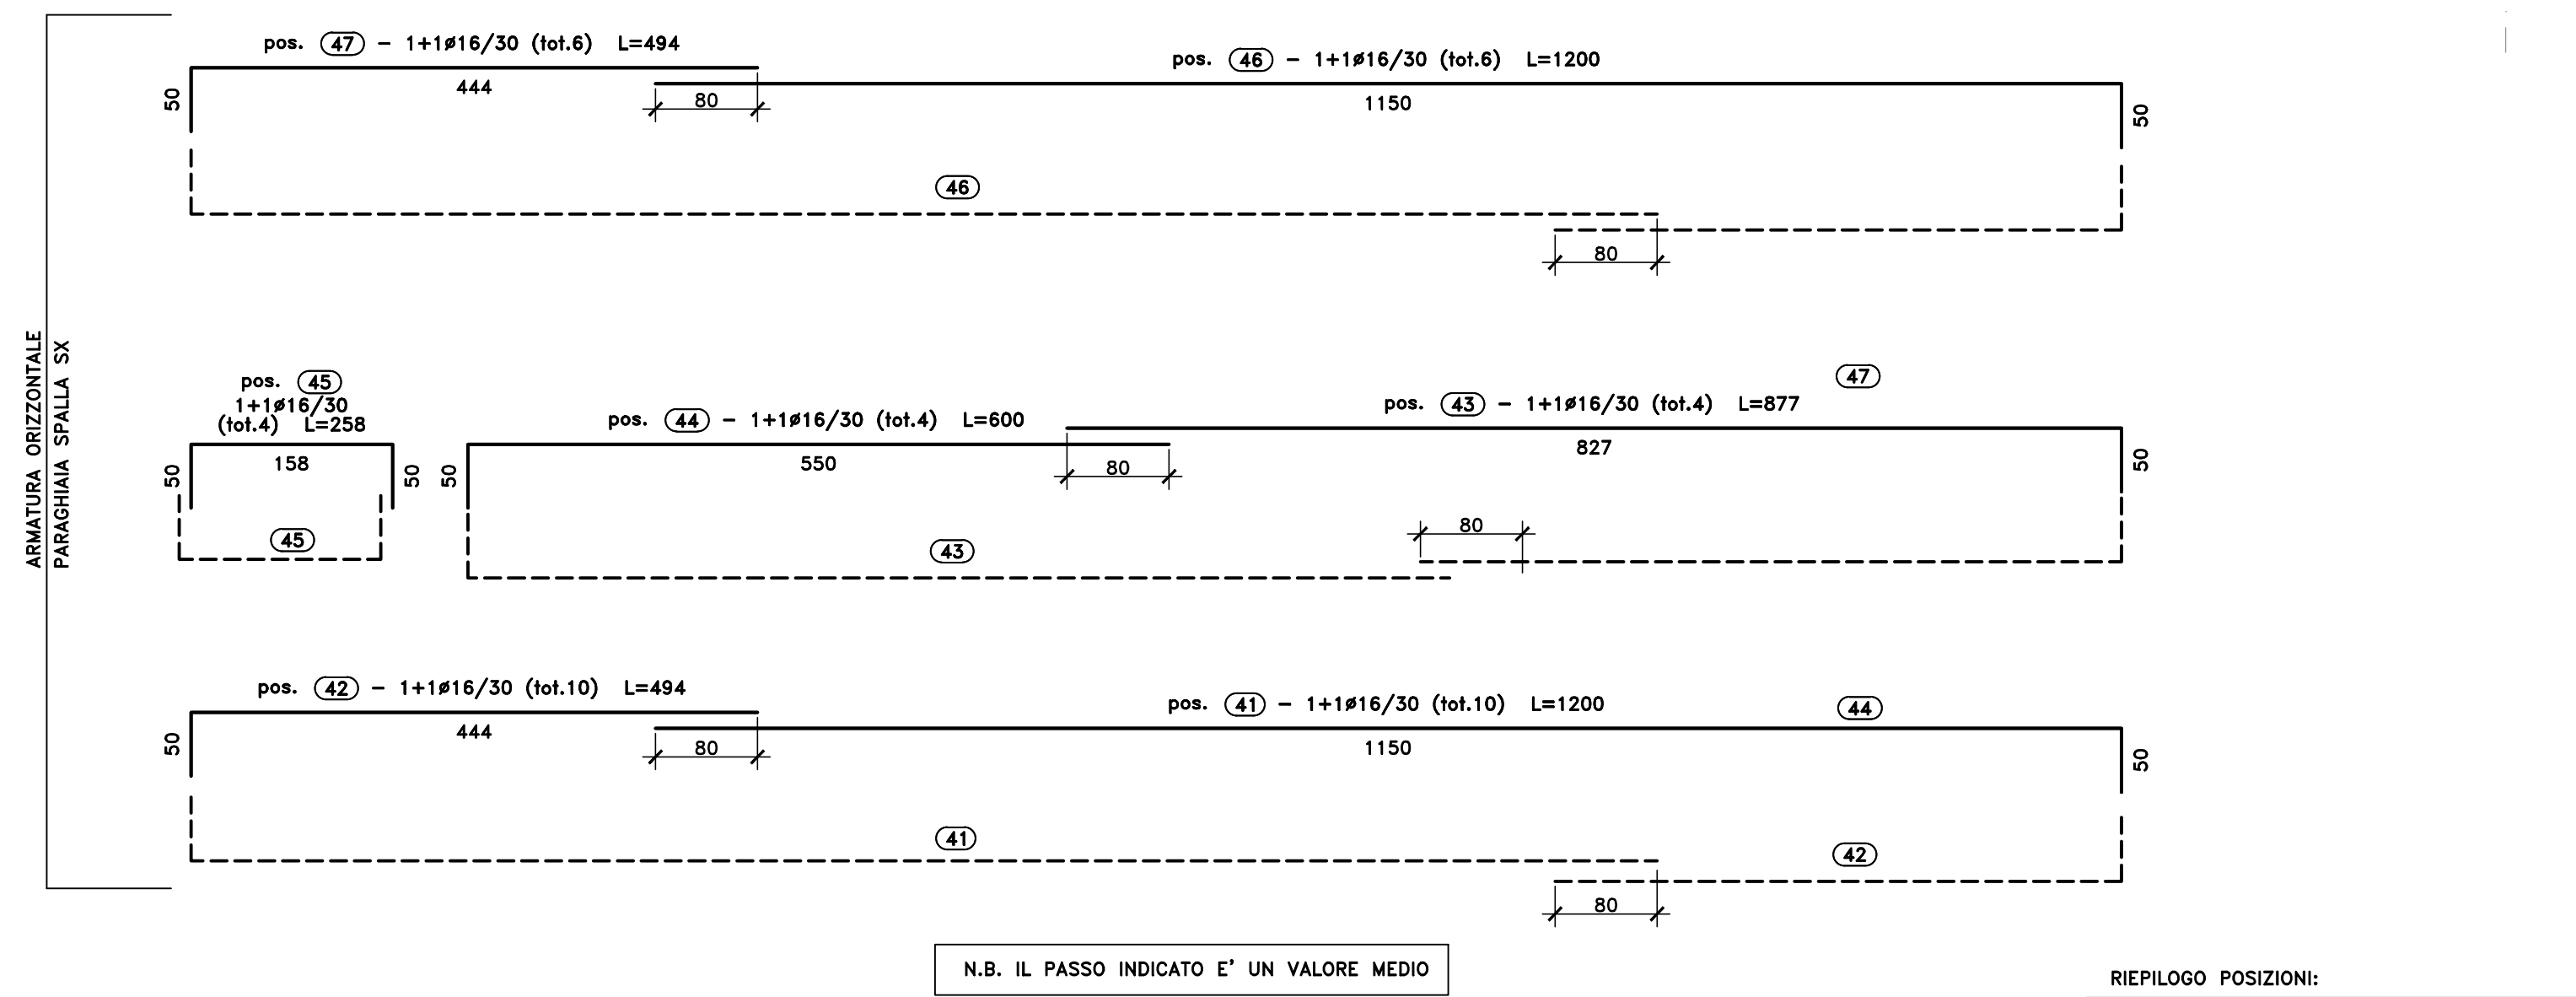 pos. 47 – 1+1ø16/30 (tot.6) L=494
pos. 46 – 1+1ø16/30 (tot.6) L=1200
50
444
80
1150
50
46
80
ARMATURA ORIZZONTALE
PARAGHIAIA SPALLA SX
47
pos. 45
1+1ø16/30
(tot.4) L=258
pos. 44 – 1+1ø16/30 (tot.4) L=600
pos. 43 – 1+1ø16/30 (tot.4) L=877
50
158
50
50
550
80
827
50
45
43
80
pos. 42 – 1+1ø16/30 (tot.10) L=494
pos. 41 – 1+1ø16/30 (tot.10) L=1200
44
50
444
80
1150
50
41
42
80
N.B. IL PASSO INDICATO E' UN VALORE MEDIO
RIEPILOGO POSIZIONI: